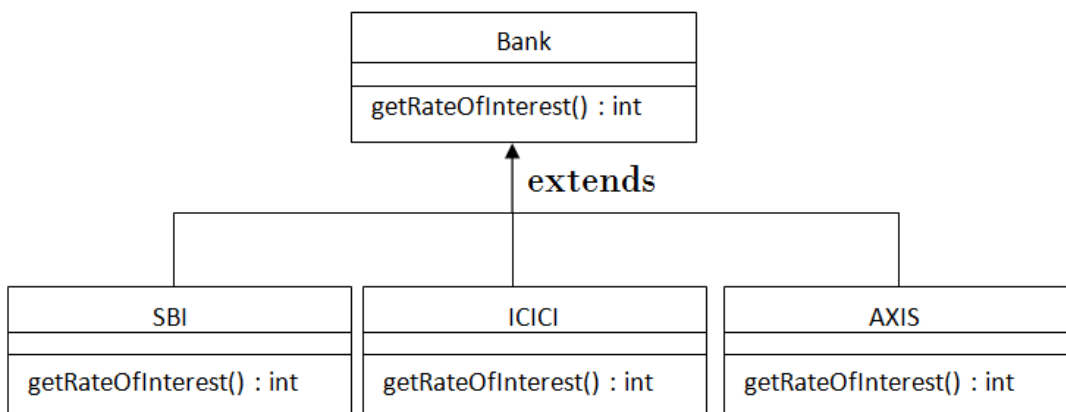 Bank
getRateOfInterest() : int
extends
SBI
ICICI
AXIS
getRateOfInterest() : int
getRateOfInterest() : int
getRateOfInterest() : int